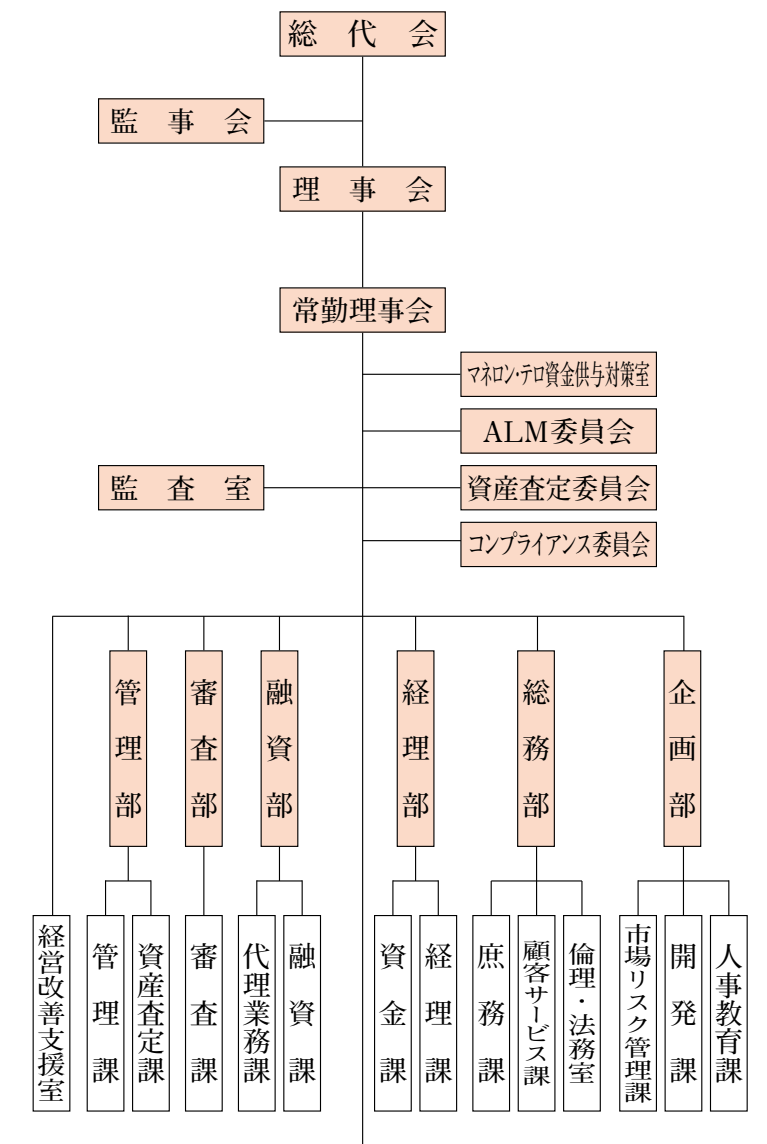 総代会
監事会
理事会
常勤理事会
マネロン・テロ資金供与対策室
ALM委員会
監査室
資産査定委員会
コンプライアンス委員会
管理部
審査部
融資部
経理部
総務部
企画部
経営改善支援室
管理課
資産査定課
審査課
代理業務課
融資課
資金課
経理課
庶務課
顧客サービス課
倫理・法務室
市場リスク管理課
開発課
人事教育課